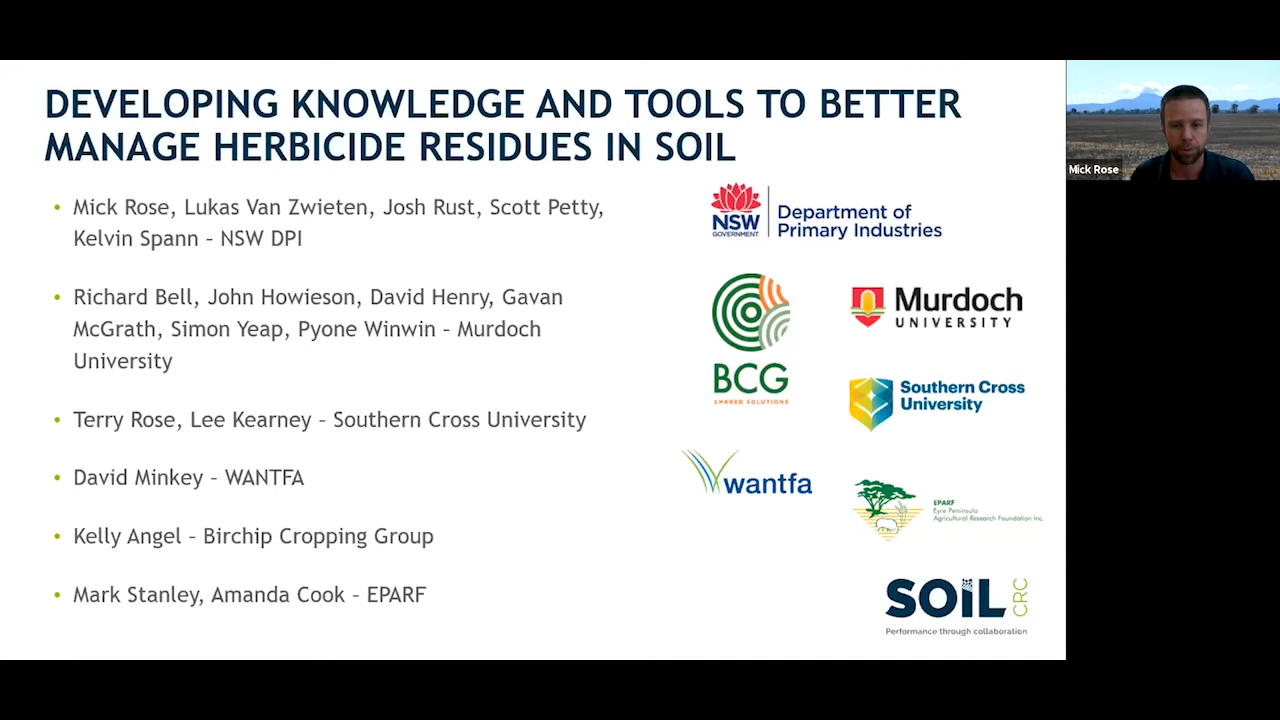 DEVELOPING KNOWLEDGE AND TOOLS TO BETTER
MANAGE HERBICIDE RESIDUES IN SOIL
• Mick Rose, Lukas Van Zwieten, Josh Rust, Scott Petty,
Kelvin Spann – NSW DPI
• Richard Bell, John Howieson, David Henry, Gavan
McGrath, Simon Yeap, Pyone Winwin – Murdoch
University
• Terry Rose, Lee Kearney – Southern Cross University
• David Minkey – WANTFA
• Kelly Angel – Birchip Cropping Group
• Mark Stanley, Amanda Cook – EPARF
NSW
GOVERNMENT
Department of
Primary Industries
BCG
SHARED SOLUTIONS
Murdoch
UNIVERSITY
Southern Cross
University
wantfa
EPARF
Eyre Peninsula
Agricultural Research Foundation Inc.
SOIL CRC
Performance through collaboration
Mick Rose